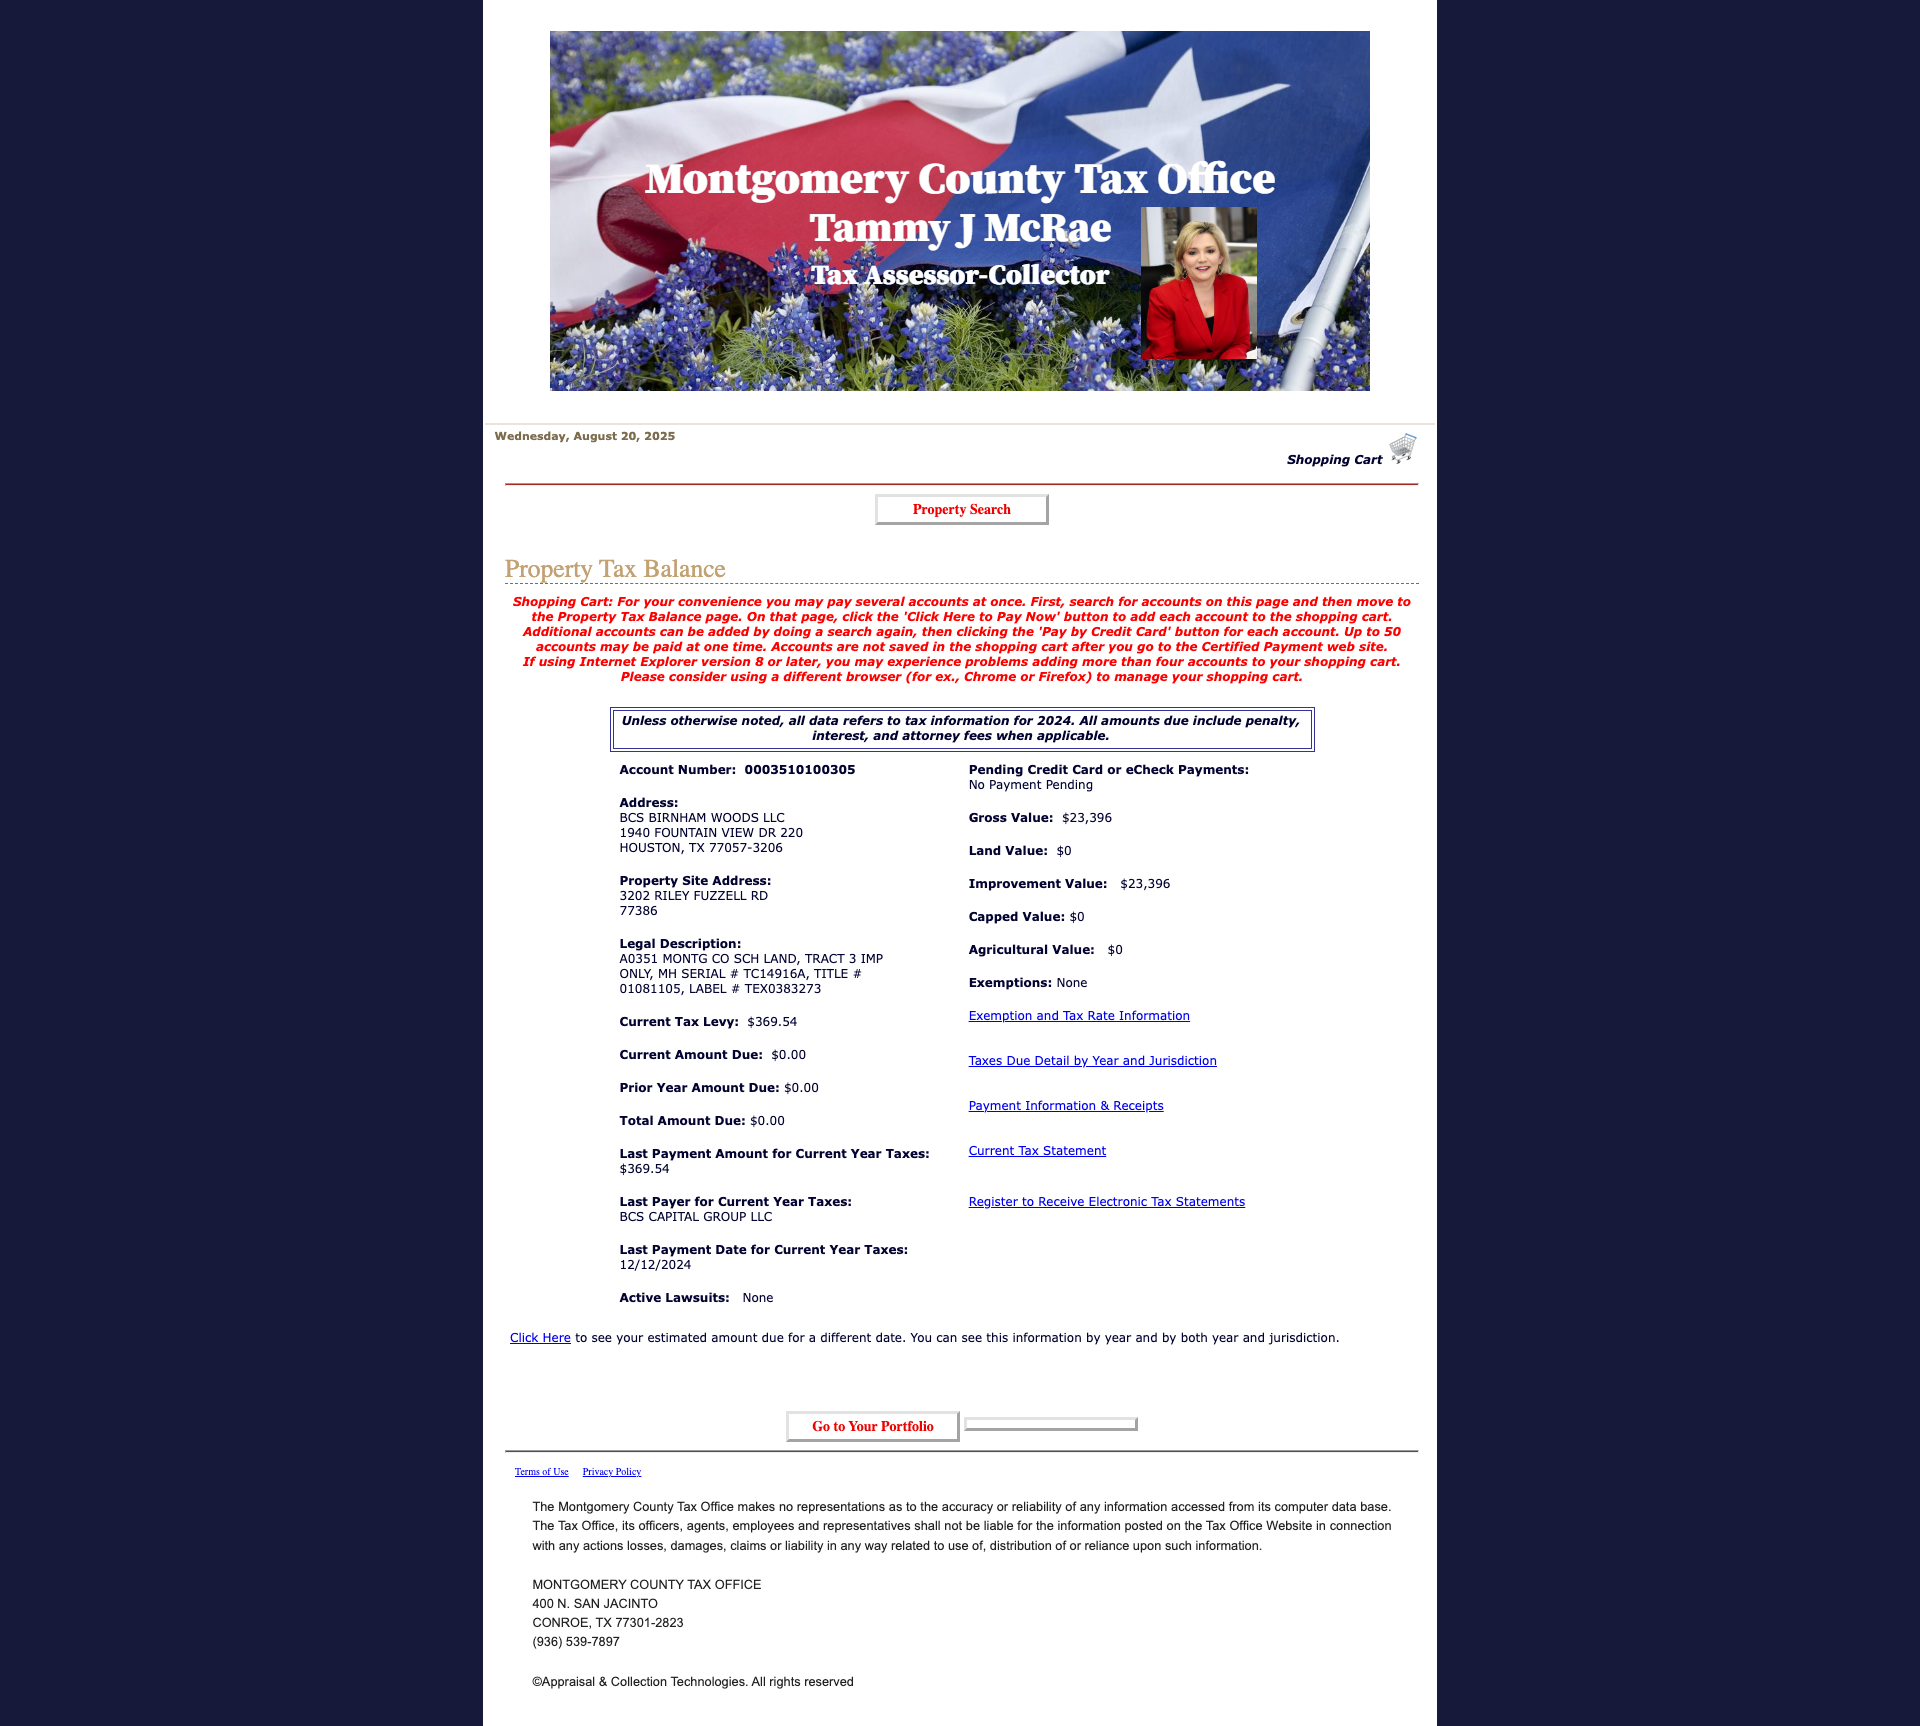 Montgomery County Tax Office
Tammy J McRae
Tax Assessor-Collector
Wednesday, August 20, 2025
Shopping Cart
Property Search
Property Tax Balance
Shopping Cart: For your convenience you may pay several accounts at once. First, search for accounts on this page and then move to
the Property Tax Balance page. On that page, click the 'Click Here to Pay Now' button to add each account to the shopping cart.
Additional accounts can be added by doing a search again, then clicking the 'Pay by Credit Card' button for each account. Up to 50
accounts may be paid at one time. Accounts are not saved in the shopping cart after you go to the Certified Payment web site.
If using Internet Explorer version 8 or later, you may experience problems adding more than four accounts to your shopping cart.
Please consider using a different browser (for ex., Chrome or Firefox) to manage your shopping cart.
Unless otherwise noted, all data refers to tax information for 2024. All amounts due include penalty,
interest, and attorney fees when applicable.
Account Number: 0003510100305
Address:
BCS BIRNHAM WOODS LLC
1940 FOUNTAIN VIEW DR 220
HOUSTON, TX 77057-3206
Property Site Address:
3202 RILEY FUZZELL RD
77386
Legal Description:
A0351 MONTG CO SCH LAND, TRACT 3 IMP
ONLY, MH SERIAL # TC14916A, TITLE #
01081105, LABEL # TEX0383273
Current Tax Levy: $369.54
Current Amount Due: $0.00
Prior Year Amount Due: $0.00
Total Amount Due: $0.00
Last Payment Amount for Current Year Taxes:
$369.54
Last Payer for Current Year Taxes:
BCS CAPITAL GROUP LLC
Last Payment Date for Current Year Taxes:
12/12/2024
Active Lawsuits: None
Pending Credit Card or eCheck Payments:
No Payment Pending
Gross Value: $23,396
Land Value: $0
Improvement Value: $23,396
Capped Value: $0
Agricultural Value: $0
Exemptions: None
Exemption and Tax Rate Information
Taxes Due Detail by Year and Jurisdiction
Payment Information & Receipts
Current Tax Statement
Register to Receive Electronic Tax Statements
Click Here to see your estimated amount due for a different date. You can see this information by year and by both year and jurisdiction.
Go to Your Portfolio
Terms of Use Privacy Policy
The Montgomery County Tax Office makes no representations as to the accuracy or reliability of any information accessed from its computer data base.
The Tax Office, its officers, agents, employees and representatives shall not be liable for the information posted on the Tax Office Website in connection
with any actions losses, damages, claims or liability in any way related to use of, distribution of or reliance upon such information.
MONTGOMERY COUNTY TAX OFFICE
400 N. SAN JACINTO
CONROE, TX 77301-2823
(936) 539-7897
©Appraisal & Collection Technologies. All rights reserved